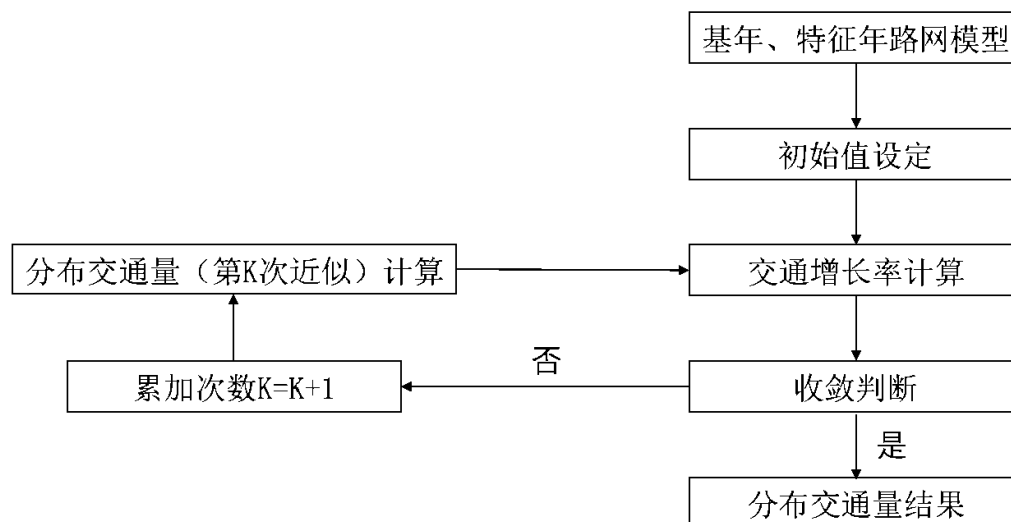 基年、特征年路网模型
初始值设定
分布交通量（第K次近似）计算
交通增长率计算
否
累加次数K=K+1
收敛判断
是
分布交通量结果